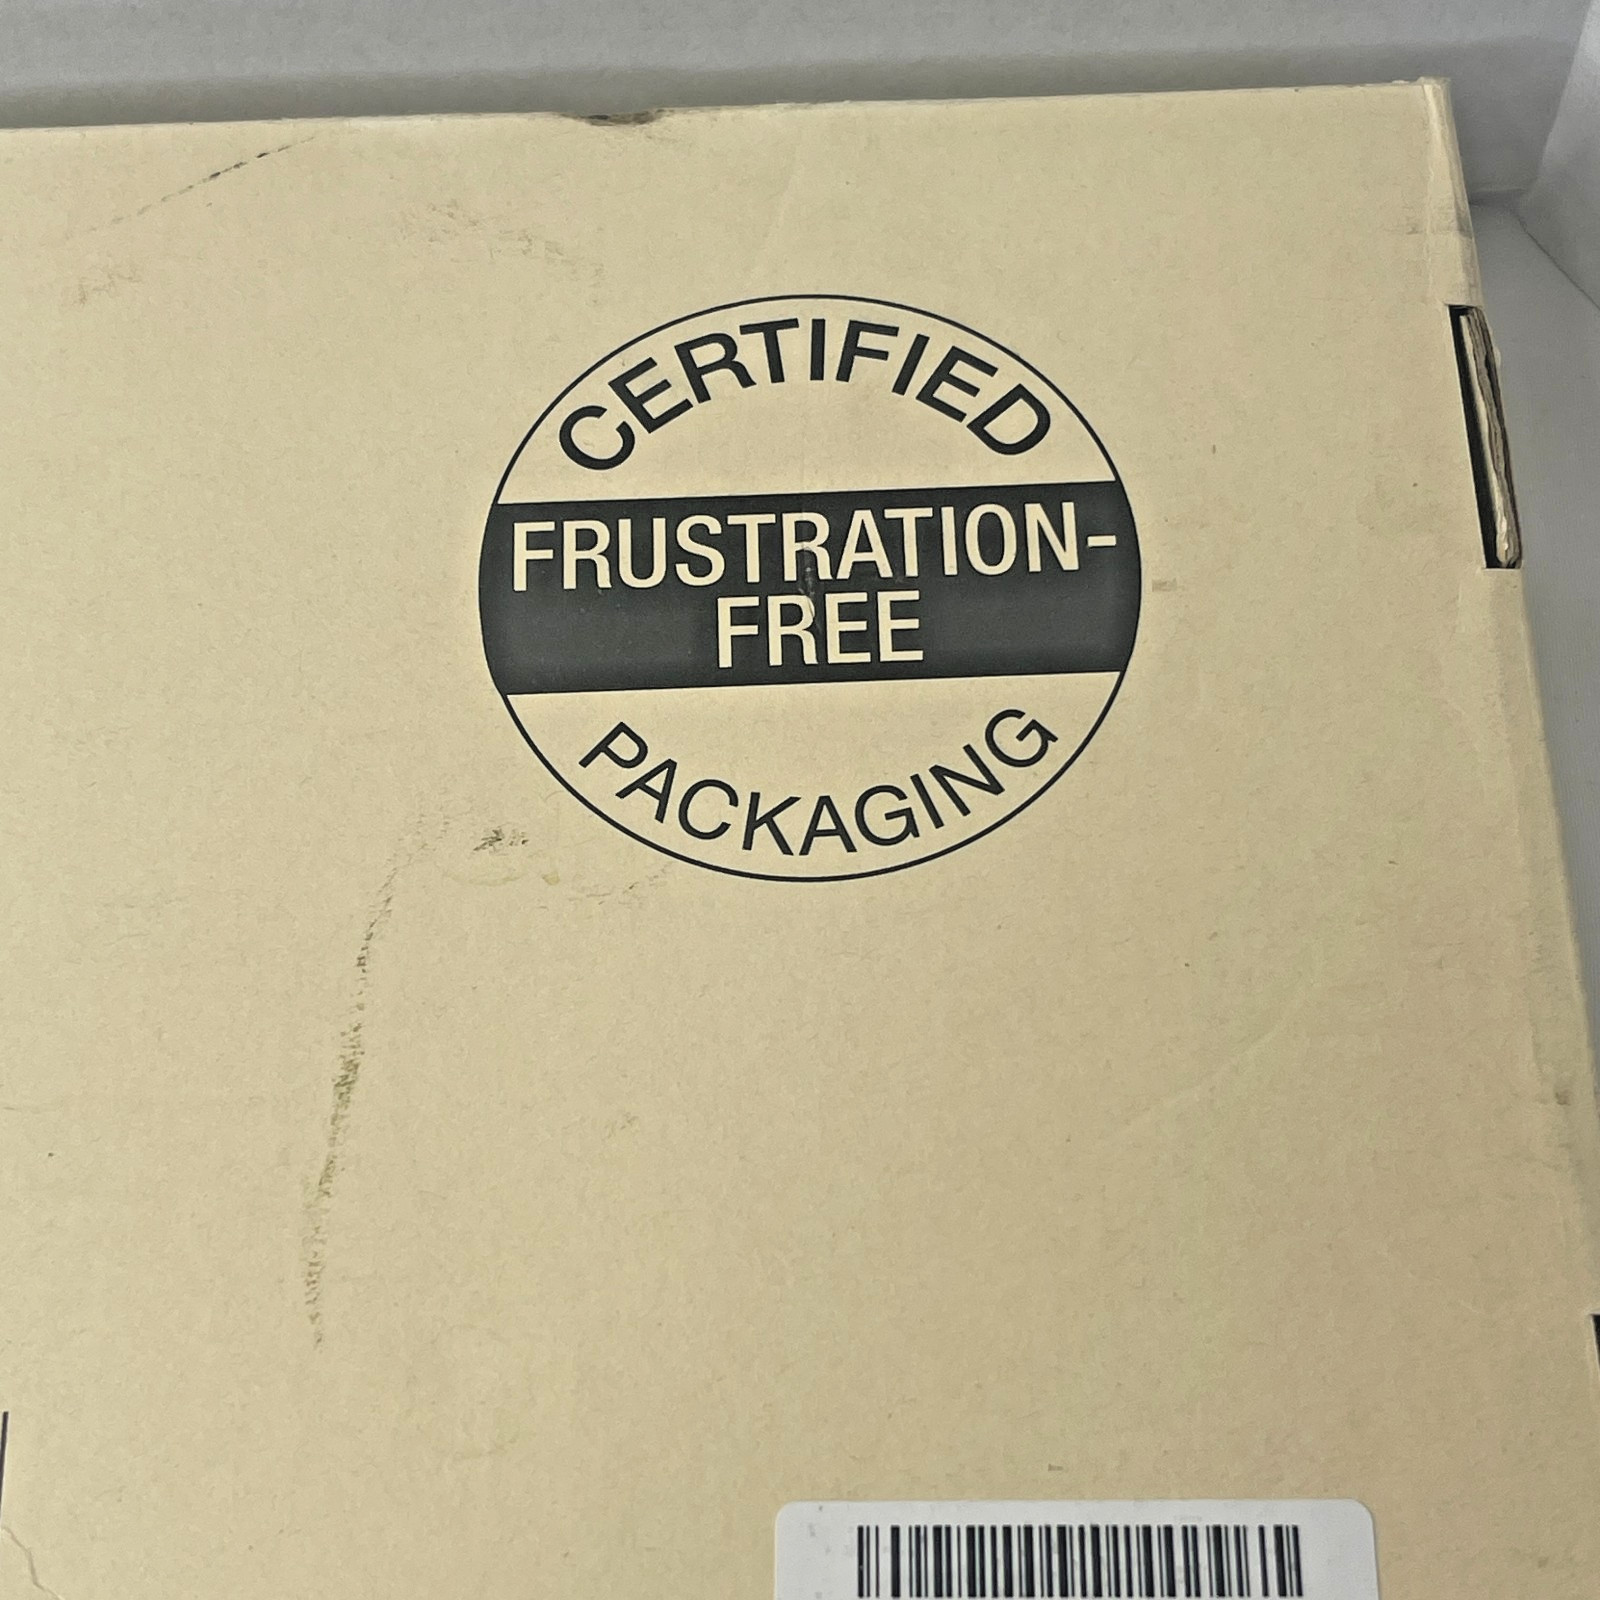 CERTIFIED
FRUSTRATION-
FREE
PACKAGING